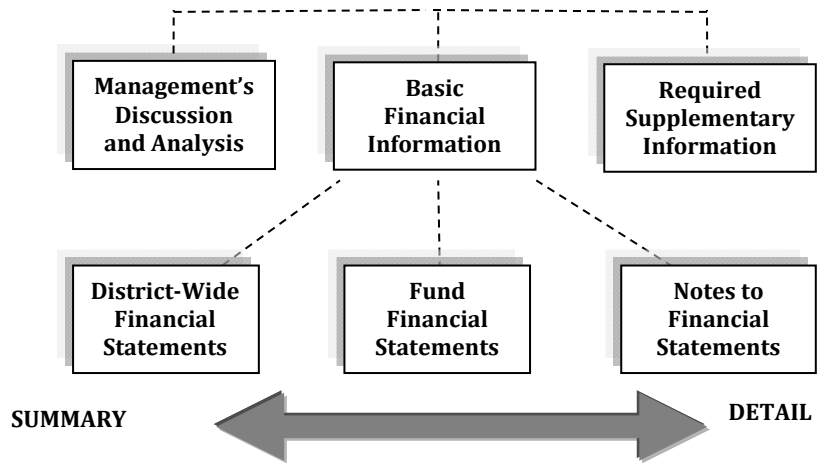 Management’s
Discussion
and Analysis
Basic
Financial
Information
Required
Supplementary
Information
District-Wide
Financial
Statements
Fund
Financial
Statements
Notes to
Financial
Statements
SUMMARY
DETAIL